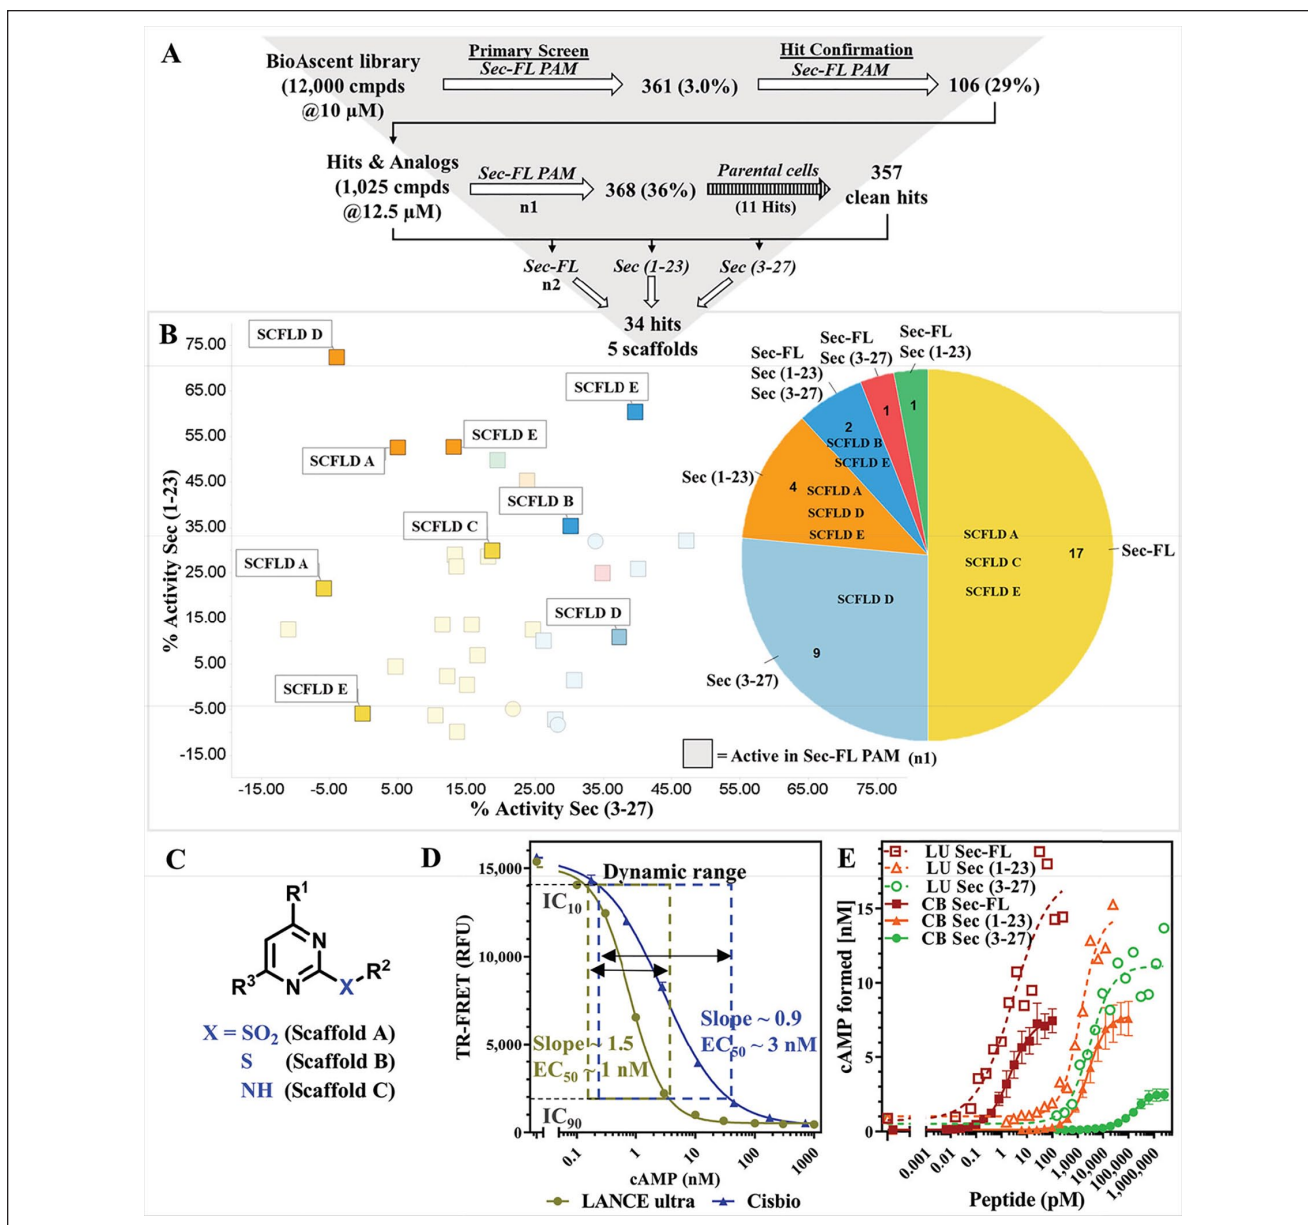 A
BioAscent library
(12,000 cmpds
@10 µM)
Primary Screen
Sec-FL PAM
361 (3.0%)
Hit Confirmation
Sec-FL PAM
106 (29%)
Hits & Analogs
(1,025 cmpds
@12.5 µM)
Sec-FL PAM
n1
368 (36%)
Parental cells
(11 Hits)
357
clean hits
Sec-FL
n2
Sec (1-23)
Sec (3-27)
34 hits
5 scaffolds
B
75.00
65.00
55.00
45.00
35.00
25.00
15.00
5.00
-5.00
-15.00
% Activity Sec (1-23)
SCFLD D
SCFLD E
SCFLD E
SCFLD A
SCFLD B
SCFLD C
SCFLD A
SCFLD D
SCFLD E
-15.00 -5.00 5.00 15.00 25.00 35.00 45.00 55.00 65.00 75.00
% Activity Sec (3-27)
= Active in Sec-FL PAM (n1)
Sec-FL
Sec (1-23)
Sec (3-27)
Sec-FL
Sec (3-27)
Sec-FL
Sec (1-23)
2
SCFLD B
SCFLD E
1
1
Sec (1-23)
4
SCFLD A
SCFLD D
SCFLD E
SCFLD A
SCFLD C
SCFLD E
17
Sec-FL
SCFLD D
9
Sec (3-27)
C
R¹
N
R³
N
X
R²
X = SO₂ (Scaffold A)
S (Scaffold B)
NH (Scaffold C)
D
15,000
10,000
5,000
0
TR-FRET (RFU)
Dynamic range
IC₁₀
Slope ~ 0.9
EC₅₀ ~ 3 nM
Slope ~ 1.5
EC₅₀ ~ 1 nM
IC₉₀
0.1 1 10 100 1000
cAMP (nM)
LANCE ultra Cisbio
E
LU Sec-FL
LU Sec (1-23)
LU Sec (3-27)
CB Sec-FL
CB Sec (1-23)
CB Sec (3-27)
15
10
5
0
cAMP formed [nM]
0.001 0.01 0.1 1 10 100 1,000 10,000 100,000 1,000,000
Peptide (pM)